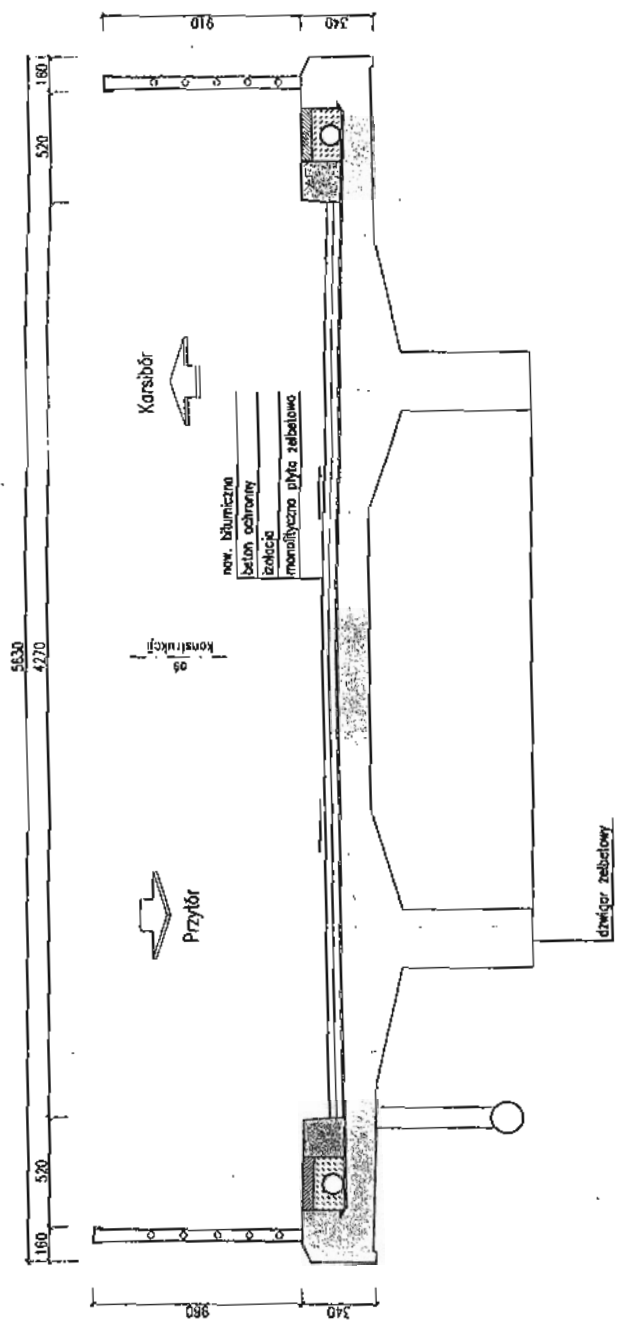 5630
160
520
4270
520
160
960
340
910
340
Przytór
Karsibór
oś
konstrukcji
naw. bitumiczna
beton ochronny
izolacja
monolityczna płyta żelbetowa
dźwigar żelbetowy